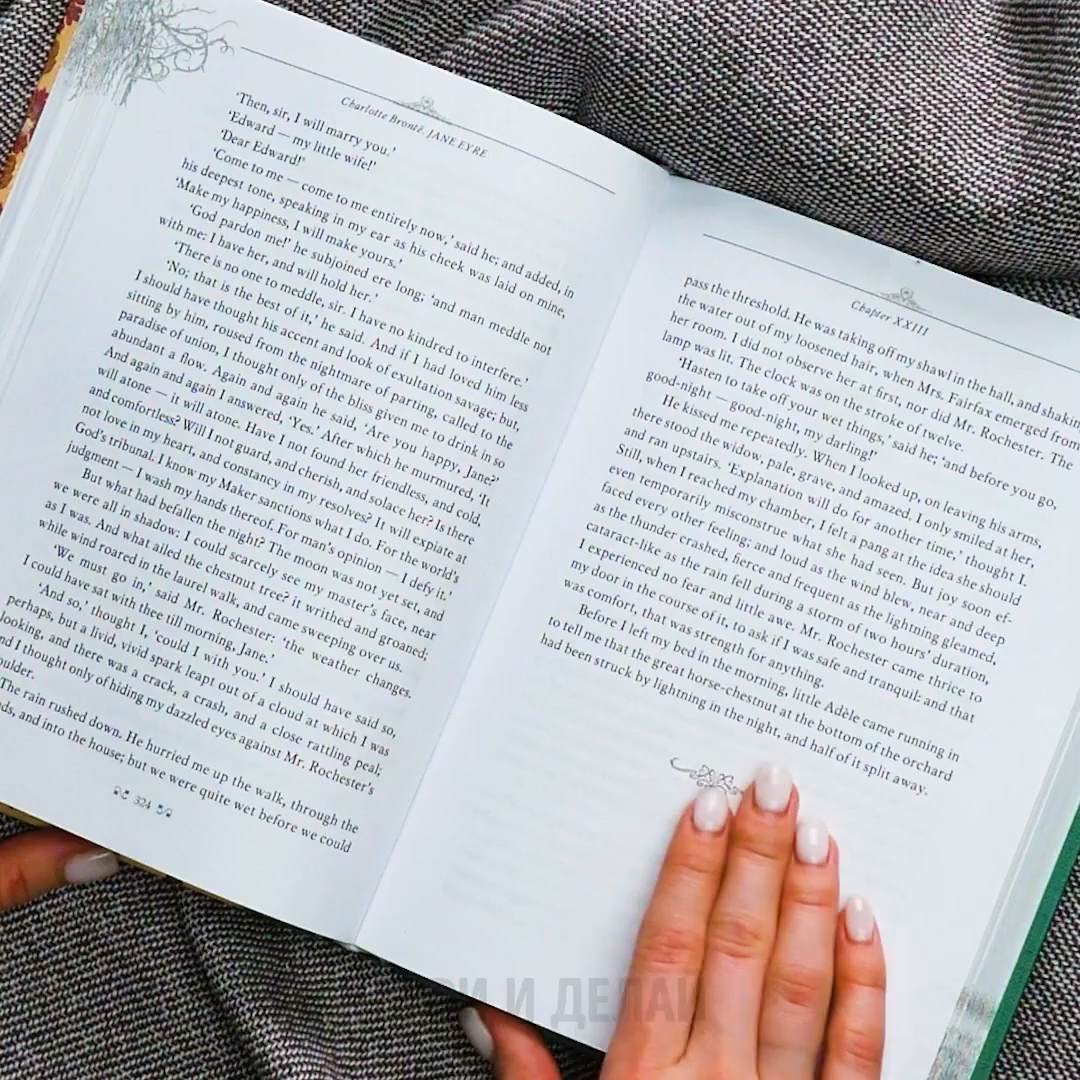 Charlotte Brontë. JANE EYRE
‘Then, sir, I will marry you.’
‘Edward — my little wife!’
‘Dear Edward!’
‘Come to me — come to me entirely now,’ said he; and added, in
his deepest tone, speaking in my ear as his cheek was laid on mine,
‘Make my happiness, I will make yours.’
‘God pardon me!’ he subjoined ere long; ‘and man meddle not
with me: I have her, and will hold her.’
‘There is no one to meddle, sir. I have no kindred to interfere.’
‘No; that is the best of it,’ he said. And if I had loved him less
I should have thought his accent and look of exultation savage; but,
sitting by him, roused from the nightmare of parting, called to the
paradise of union, I thought only of the bliss given me to drink in so
abundant a flow. Again and again he said, ‘Are you happy, Jane?’
And again and again I answered, ‘Yes.’ After which he murmured, ‘It
will atone — it will atone. Have I not found her friendless, and cold,
and comfortless? Will I not guard, and cherish, and solace her? Is there
not love in my heart, and constancy in my resolves? It will expiate at
God’s tribunal. I know my Maker sanctions what I do. For the world’s
judgment — I wash my hands thereof. For man’s opinion — I defy it.’
But what had befallen the night? The moon was not yet set, and
we were all in shadow: I could scarcely see my master’s face, near
as I was. And what ailed the chestnut tree? it writhed and groaned;
while wind roared in the laurel walk, and came sweeping over us.
‘We must go in,’ said Mr. Rochester: ‘the weather changes.
I could have sat with thee till morning, Jane.’
‘And so,’ thought I, ‘could I with you.’ I should have said so,
perhaps, but a livid, vivid spark leapt out of a cloud at which I was
looking, and there was a crack, a crash, and a close rattling peal;
nd I thought only of hiding my dazzled eyes against Mr. Rochester’s
oulder.
The rain rushed down. He hurried me up the walk, through the
ds, and into the house; but we were quite wet before we could
324
Chapter XXIII
pass the threshold. He was taking off my shawl in the hall, and shakin
the water out of my loosened hair, when Mrs. Fairfax emerged from
her room. I did not observe her at first, nor did Mr. Rochester. The
lamp was lit. The clock was on the stroke of twelve.
‘Hasten to take off your wet things,’ said he; ‘and before you go,
good-night — good-night, my darling!’
He kissed me repeatedly. When I looked up, on leaving his arms,
there stood the widow, pale, grave, and amazed. I only smiled at her,
and ran upstairs. ‘Explanation will do for another time,’ thought I.
Still, when I reached my chamber, I felt a pang at the idea she should
even temporarily misconstrue what she had seen. But joy soon ef-
faced every other feeling; and loud as the wind blew, near and deep
as the thunder crashed, fierce and frequent as the lightning gleamed,
cataract-like as the rain fell during a storm of two hours’ duration,
I experienced no fear and little awe. Mr. Rochester came thrice to
my door in the course of it, to ask if I was safe and tranquil: and that
was comfort, that was strength for anything.
Before I left my bed in the morning, little Adèle came running in
to tell me that the great horse-chestnut at the bottom of the orchard
had been struck by lightning in the night, and half of it split away.
И ДЕЛАЙ